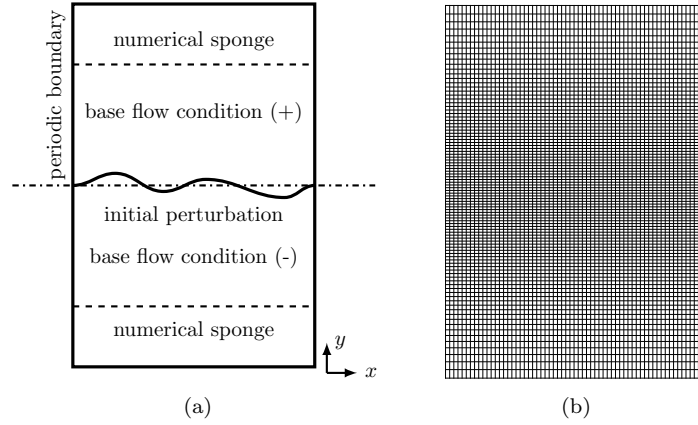 numerical sponge
periodic boundary
base flow condition (+)
initial perturbation
base flow condition (-)
numerical sponge
y
x
(a)
(b)